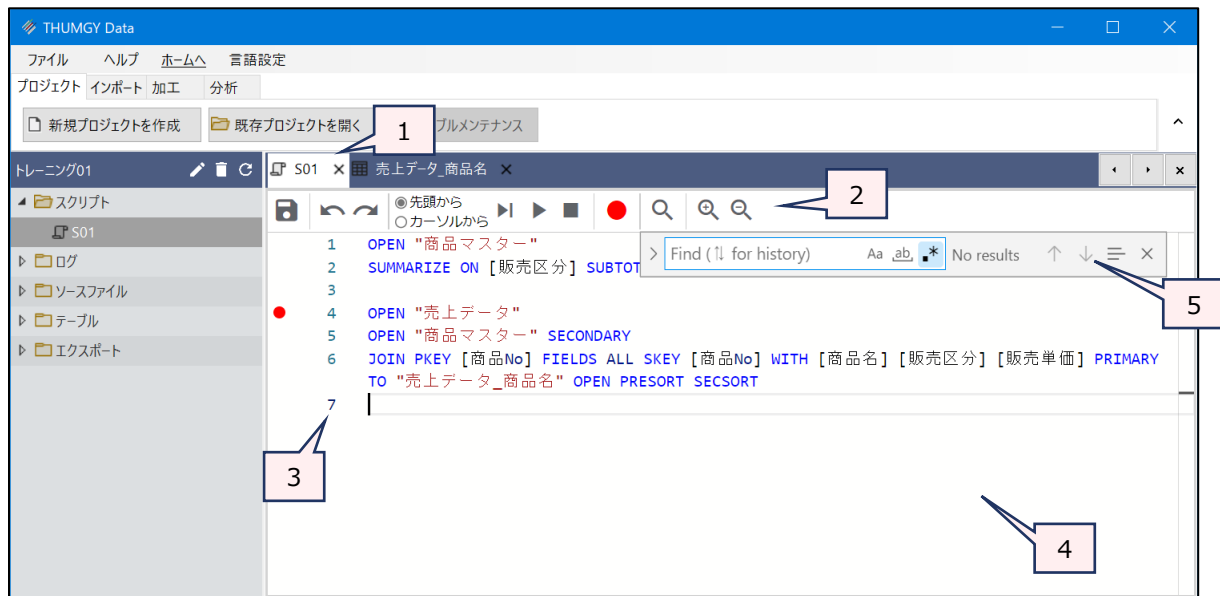 THUMGY Data
ファイル ヘルプ ホームへ 言語設定
プロジェクト インポート 加工 分析
新規プロジェクトを作成 既存プロジェクトを開く ブルメンテナンス
1
トレーニング01
S01 売上データ_商品名
2
スクリプト
S01
ログ
ソースファイル
テーブル
エクスポート
先頭から
カーソルから
Find (⇅ for history) Aa ab .* No results
5
1 OPEN "商品マスター"
2 SUMMARIZE ON [販売区分] SUBTOT
3
4 OPEN "売上データ"
5 OPEN "商品マスター" SECONDARY
6 JOIN PKEY [商品No] FIELDS ALL SKEY [商品No] WITH [商品名] [販売区分] [販売単価] PRIMARY
TO "売上データ_商品名" OPEN PRESORT SECSORT
7
3
4